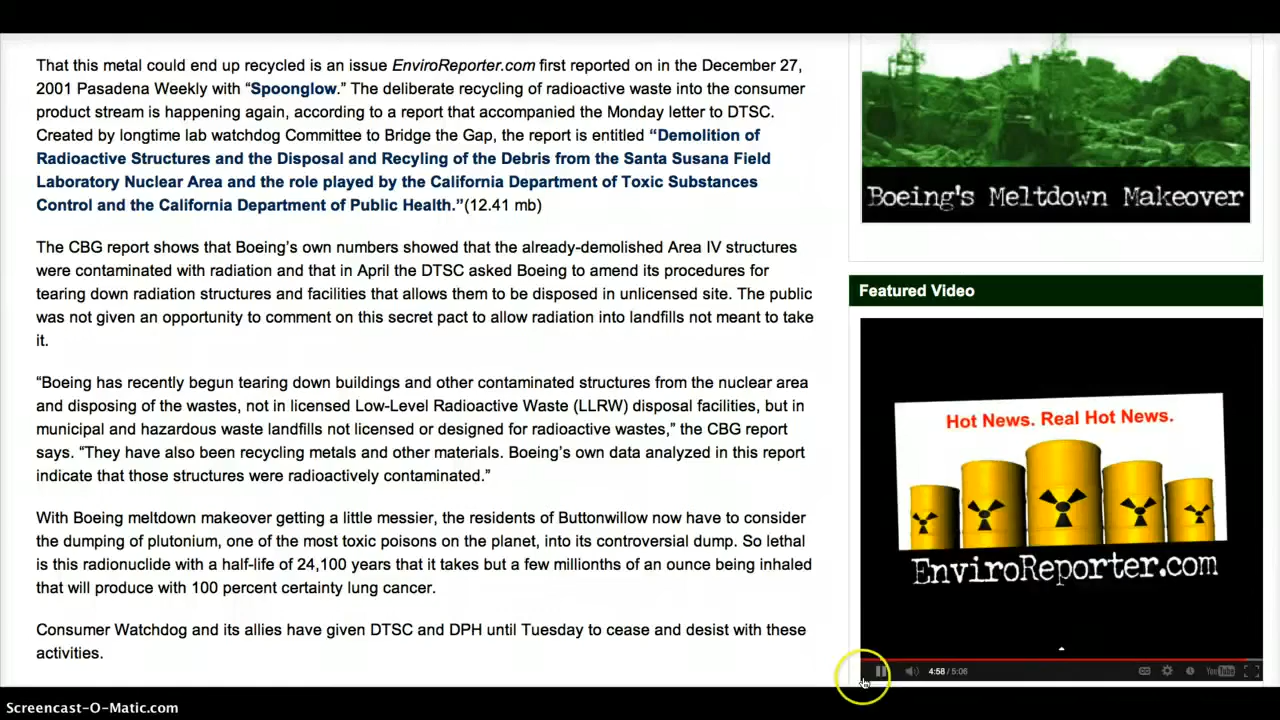 That this metal could end up recycled is an issue EnviroReporter.com first reported on in the December 27,
2001 Pasadena Weekly with “Spoonglow.” The deliberate recycling of radioactive waste into the consumer
product stream is happening again, according to a report that accompanied the Monday letter to DTSC.
Created by longtime lab watchdog Committee to Bridge the Gap, the report is entitled “Demolition of
Radioactive Structures and the Disposal and Recyling of the Debris from the Santa Susana Field
Laboratory Nuclear Area and the role played by the California Department of Toxic Substances
Control and the California Department of Public Health.”(12.41 mb)
The CBG report shows that Boeing’s own numbers showed that the already-demolished Area IV structures
were contaminated with radiation and that in April the DTSC asked Boeing to amend its procedures for
tearing down radiation structures and facilities that allows them to be disposed in unlicensed site. The public
was not given an opportunity to comment on this secret pact to allow radiation into landfills not meant to take
it.
“Boeing has recently begun tearing down buildings and other contaminated structures from the nuclear area
and disposing of the wastes, not in licensed Low-Level Radioactive Waste (LLRW) disposal facilities, but in
municipal and hazardous waste landfills not licensed or designed for radioactive wastes,” the CBG report
says. “They have also been recycling metals and other materials. Boeing’s own data analyzed in this report
indicate that those structures were radioactively contaminated.”
With Boeing meltdown makeover getting a little messier, the residents of Buttonwillow now have to consider
the dumping of plutonium, one of the most toxic poisons on the planet, into its controversial dump. So lethal
is this radionuclide with a half-life of 24,100 years that it takes but a few millionths of an ounce being inhaled
that will produce with 100 percent certainty lung cancer.
Consumer Watchdog and its allies have given DTSC and DPH until Tuesday to cease and desist with these
activities.
Boeing's Meltdown Makeover
Featured Video
Hot News. Real Hot News.
EnviroReporter.com
4:58 / 5:06
YouTube
Screencast-O-Matic.com